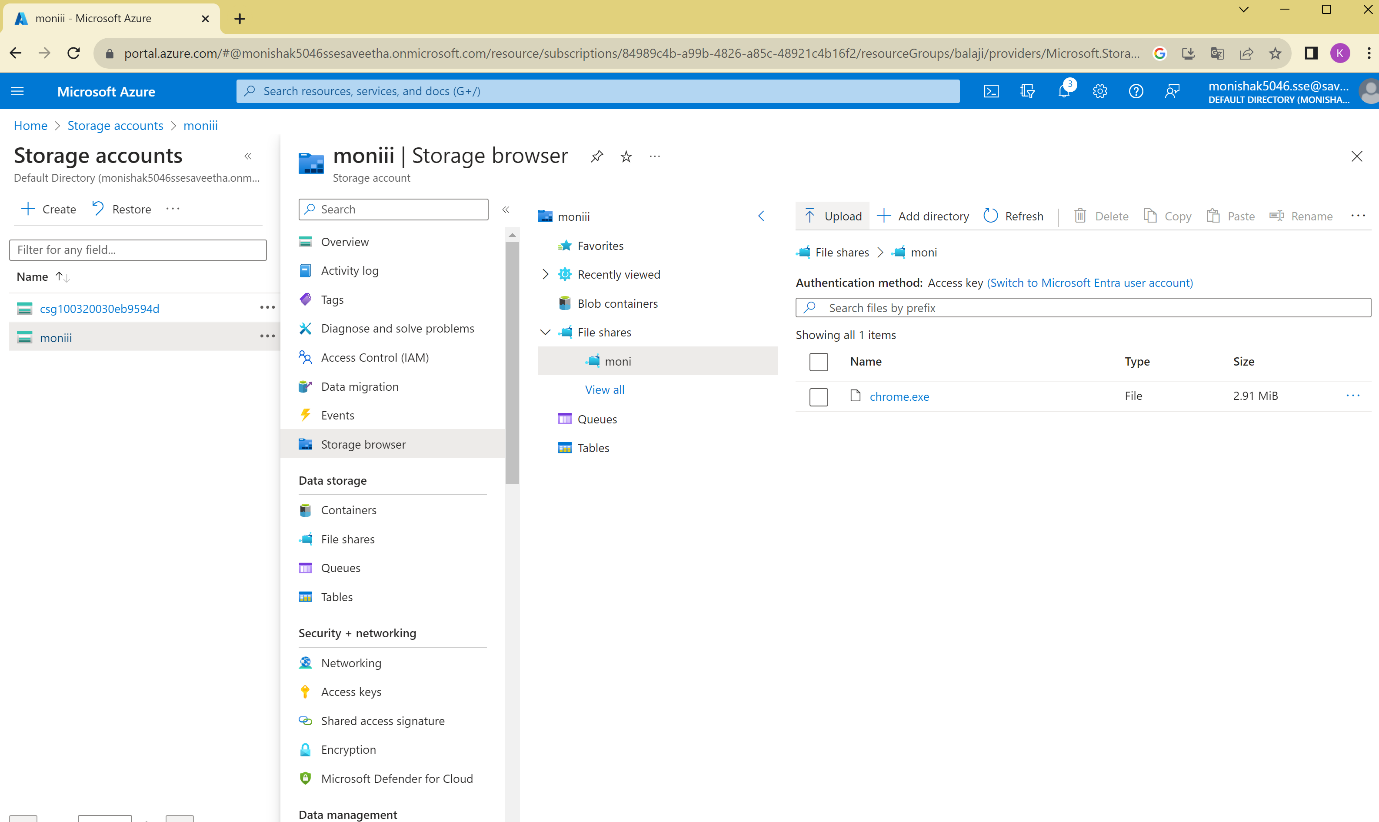 moniii - Microsoft Azure
portal.azure.com/#@monishak5046ssesaveetha.onmicrosoft.com/resource/subscriptions/84989c4b-a99b-4826-a85c-48921c4b16f2/resourceGroups/balaji/providers/Microsoft.Stora...
K
Microsoft Azure
Search resources, services, and docs (G+/)
3
monishak5046.sse@sav...
DEFAULT DIRECTORY (MONISHA...
Home > Storage accounts > moniii
Storage accounts
Default Directory (monishak5046ssesaveetha.onm...
Create Restore ...
Filter for any field...
Name
csg100320030eb9594d ...
moniii ...
moniii | Storage browser ...
Storage account
Search
Overview
Activity log
Tags
Diagnose and solve problems
Access Control (IAM)
Data migration
Events
Storage browser
Data storage
Containers
File shares
Queues
Tables
Security + networking
Networking
Access keys
Shared access signature
Encryption
Microsoft Defender for Cloud
Data management
moniii
Favorites
Recently viewed
Blob containers
File shares
moni
View all
Queues
Tables
Upload Add directory Refresh Delete Copy Paste Rename ...
File shares > moni
Authentication method: Access key (Switch to Microsoft Entra user account)
Search files by prefix
Showing all 1 items
Name Type Size
chrome.exe File 2.91 MiB ...